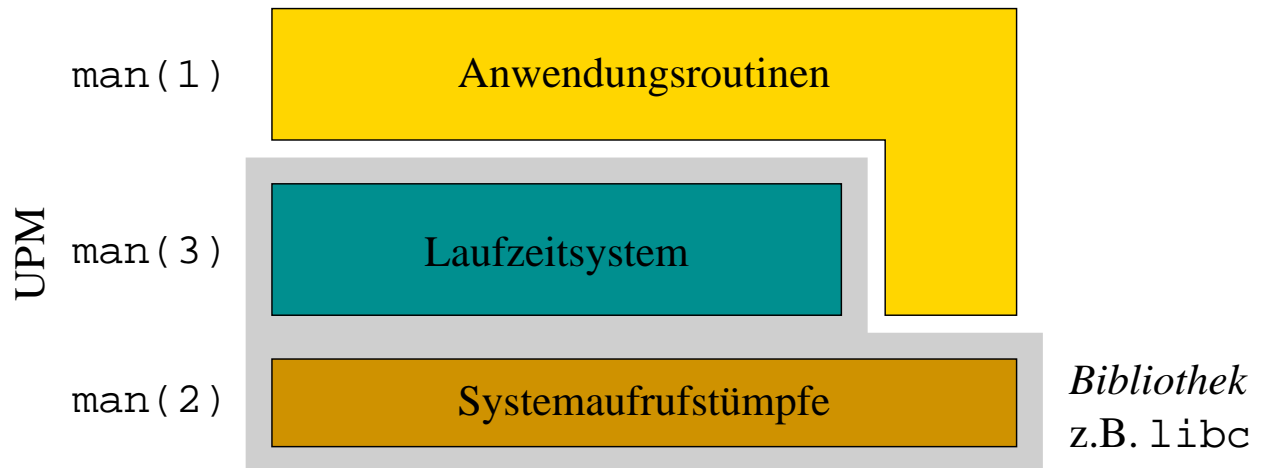 man(1)
Anwendungsroutinen
UPM
man(3)
Laufzeitsystem
man(2)
Systemaufrufstümpfe
Bibliothek
z.B. libc